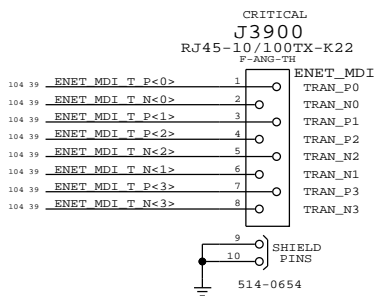 CRITICAL
J3900
RJ45-10/100TX-K22
F-ANG-TH
ENET_MDI
104 39 ENET_MDI_T_P<0> 1 TRAN_P0
104 39 ENET_MDI_T_N<0> 2 TRAN_N0
104 39 ENET_MDI_T_P<1> 3 TRAN_P1
104 39 ENET_MDI_T_P<2> 4 TRAN_P2
104 39 ENET_MDI_T_N<2> 5 TRAN_N2
104 39 ENET_MDI_T_N<1> 6 TRAN_N1
104 39 ENET_MDI_T_P<3> 7 TRAN_P3
104 39 ENET_MDI_T_N<3> 8 TRAN_N3
9 SHIELD
10 PINS
514-0654